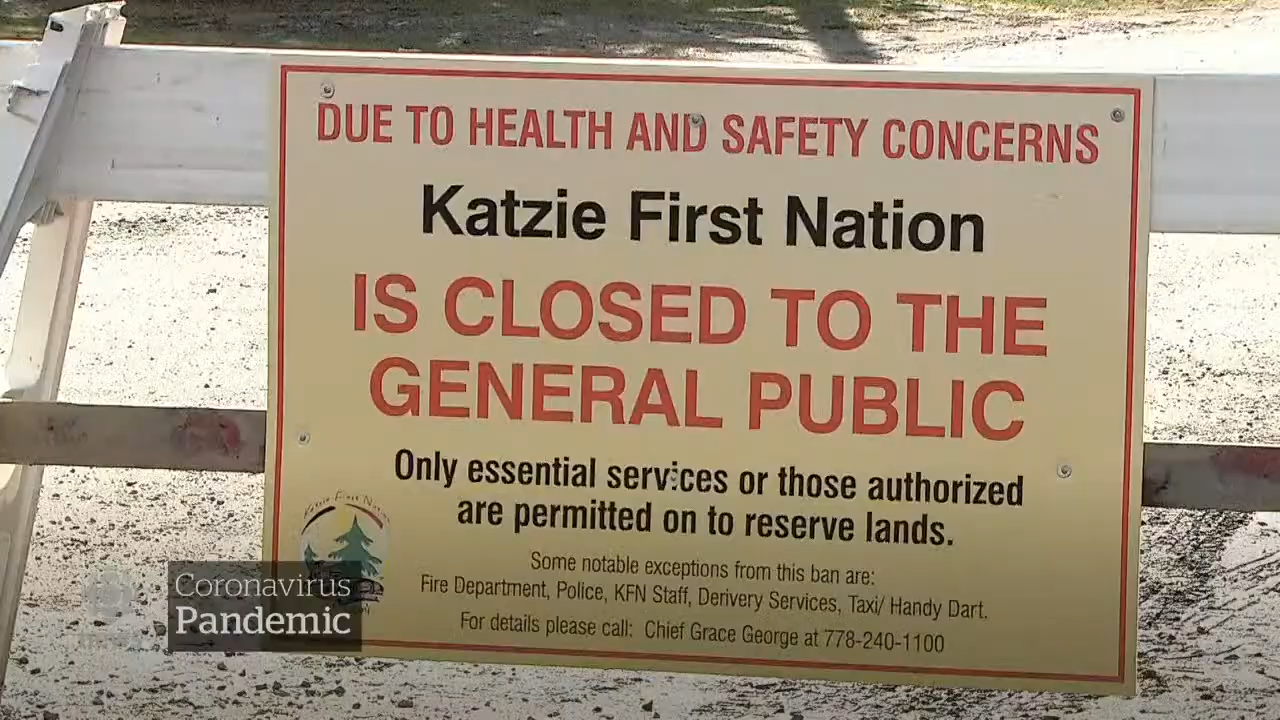 DUE TO HEALTH AND SAFETY CONCERNS
Katzie First Nation
IS CLOSED TO THE
GENERAL PUBLIC
Only essential services or those authorized
are permitted on to reserve lands.
Some notable exceptions from this ban are:
Fire Department, Police, KFN Staff, Derivery Services, Taxi/ Handy Dart.
For details please call: Chief Grace George at 778-240-1100
Katzie First Nation
Coronavirus
Pandemic